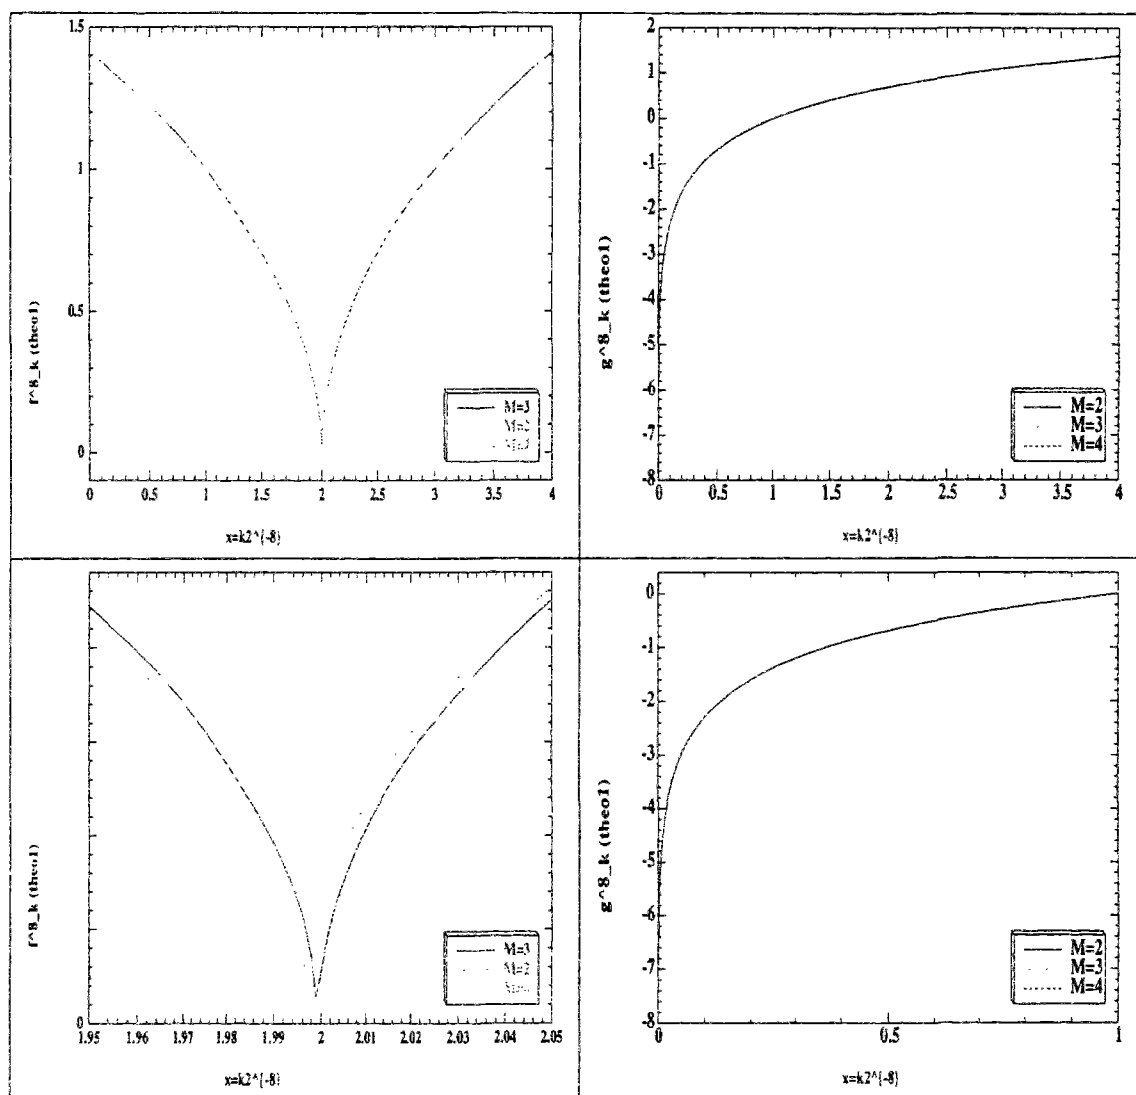 1.5
1
0.5
0
f^8_k (theo1)
M=3
M=2
0 0.5 1 1.5 2 2.5 3 3.5 4
x=k2^{-8}
2
1
0
-1
-2
-3
-4
-5
-6
-7
-8
g^8_k (theo1)
M=2
M=3
M=4
0 0.5 1 1.5 2 2.5 3 3.5 4
x=k2^{-8}
f^8_k (theo1)
M=3
M=2
0
1.95 1.96 1.97 1.98 1.99 2 2.01 2.02 2.03 2.04 2.05
x=k2^{-8}
0
-1
-2
-3
-4
-5
-6
-7
-8
g^8_k (theo1)
M=2
M=3
M=4
0 0.5 1
x=k2^{-8}